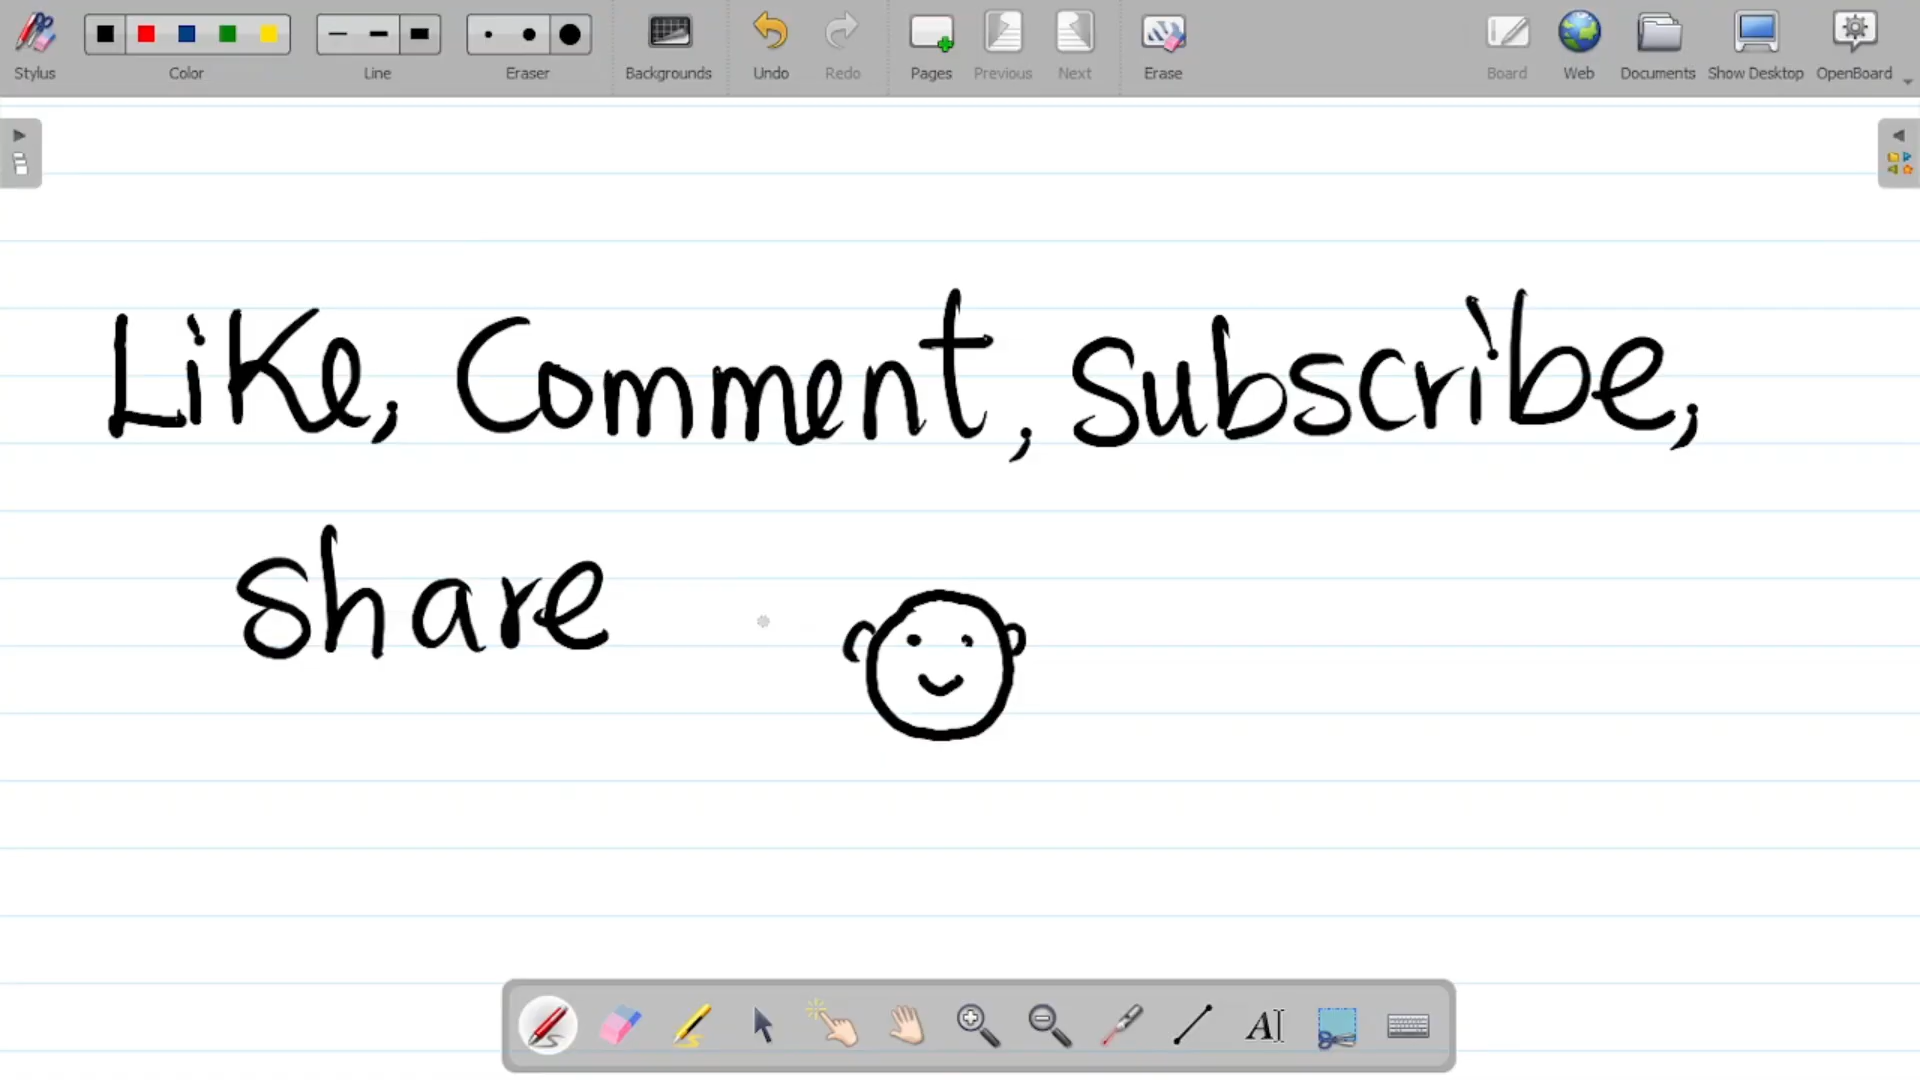 Stylus Color Line Eraser Backgrounds Undo Redo Pages Previous Next Erase Board Web Documents Show Desktop OpenBoard
Like, Comment, Subscribe,
Share